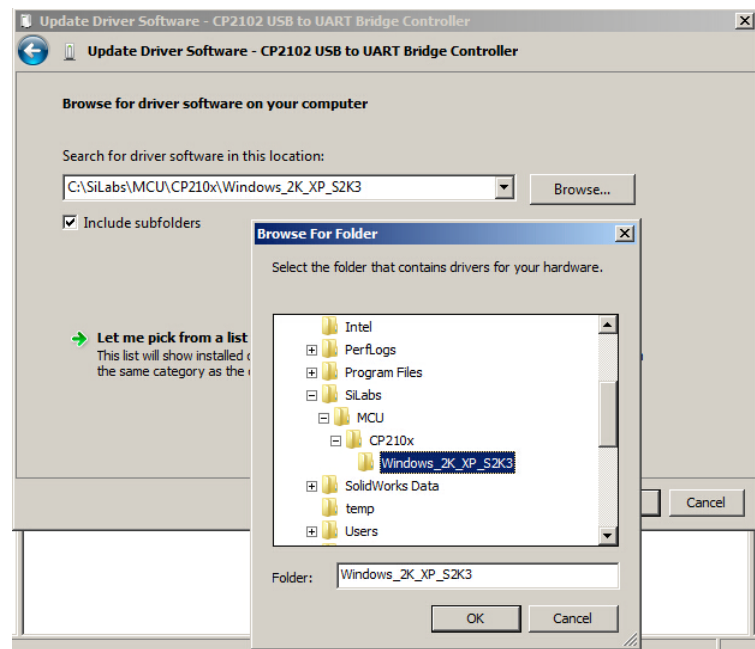 Update Driver Software - CP2102 USB to UART Bridge Controller
Update Driver Software - CP2102 USB to UART Bridge Controller
Browse for driver software on your computer
Search for driver software in this location:
C:\SiLabs\MCU\CP210x\Windows_2K_XP_S2K3
Browse...
Include subfolders
Let me pick from a list
This list will show installed
the same category as the
Cancel
Browse For Folder
Select the folder that contains drivers for your hardware.
Intel
PerfLogs
Program Files
SiLabs
MCU
CP210x
Windows_2K_XP_S2K3
SolidWorks Data
temp
Users
Folder:
Windows_2K_XP_S2K3
OK
Cancel